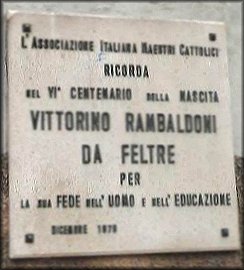 L'ASSOCIAZIONE ITALIANA MAESTRI CATTOLICI
RICORDA
NEL VI° CENTENARIO DELLA NASCITA
VITTORINO RAMBALDONI
DA FELTRE
PER
LA SUA FEDE NELL'UOMO E NELL'EDUCAZIONE
DICEMBRE 1978